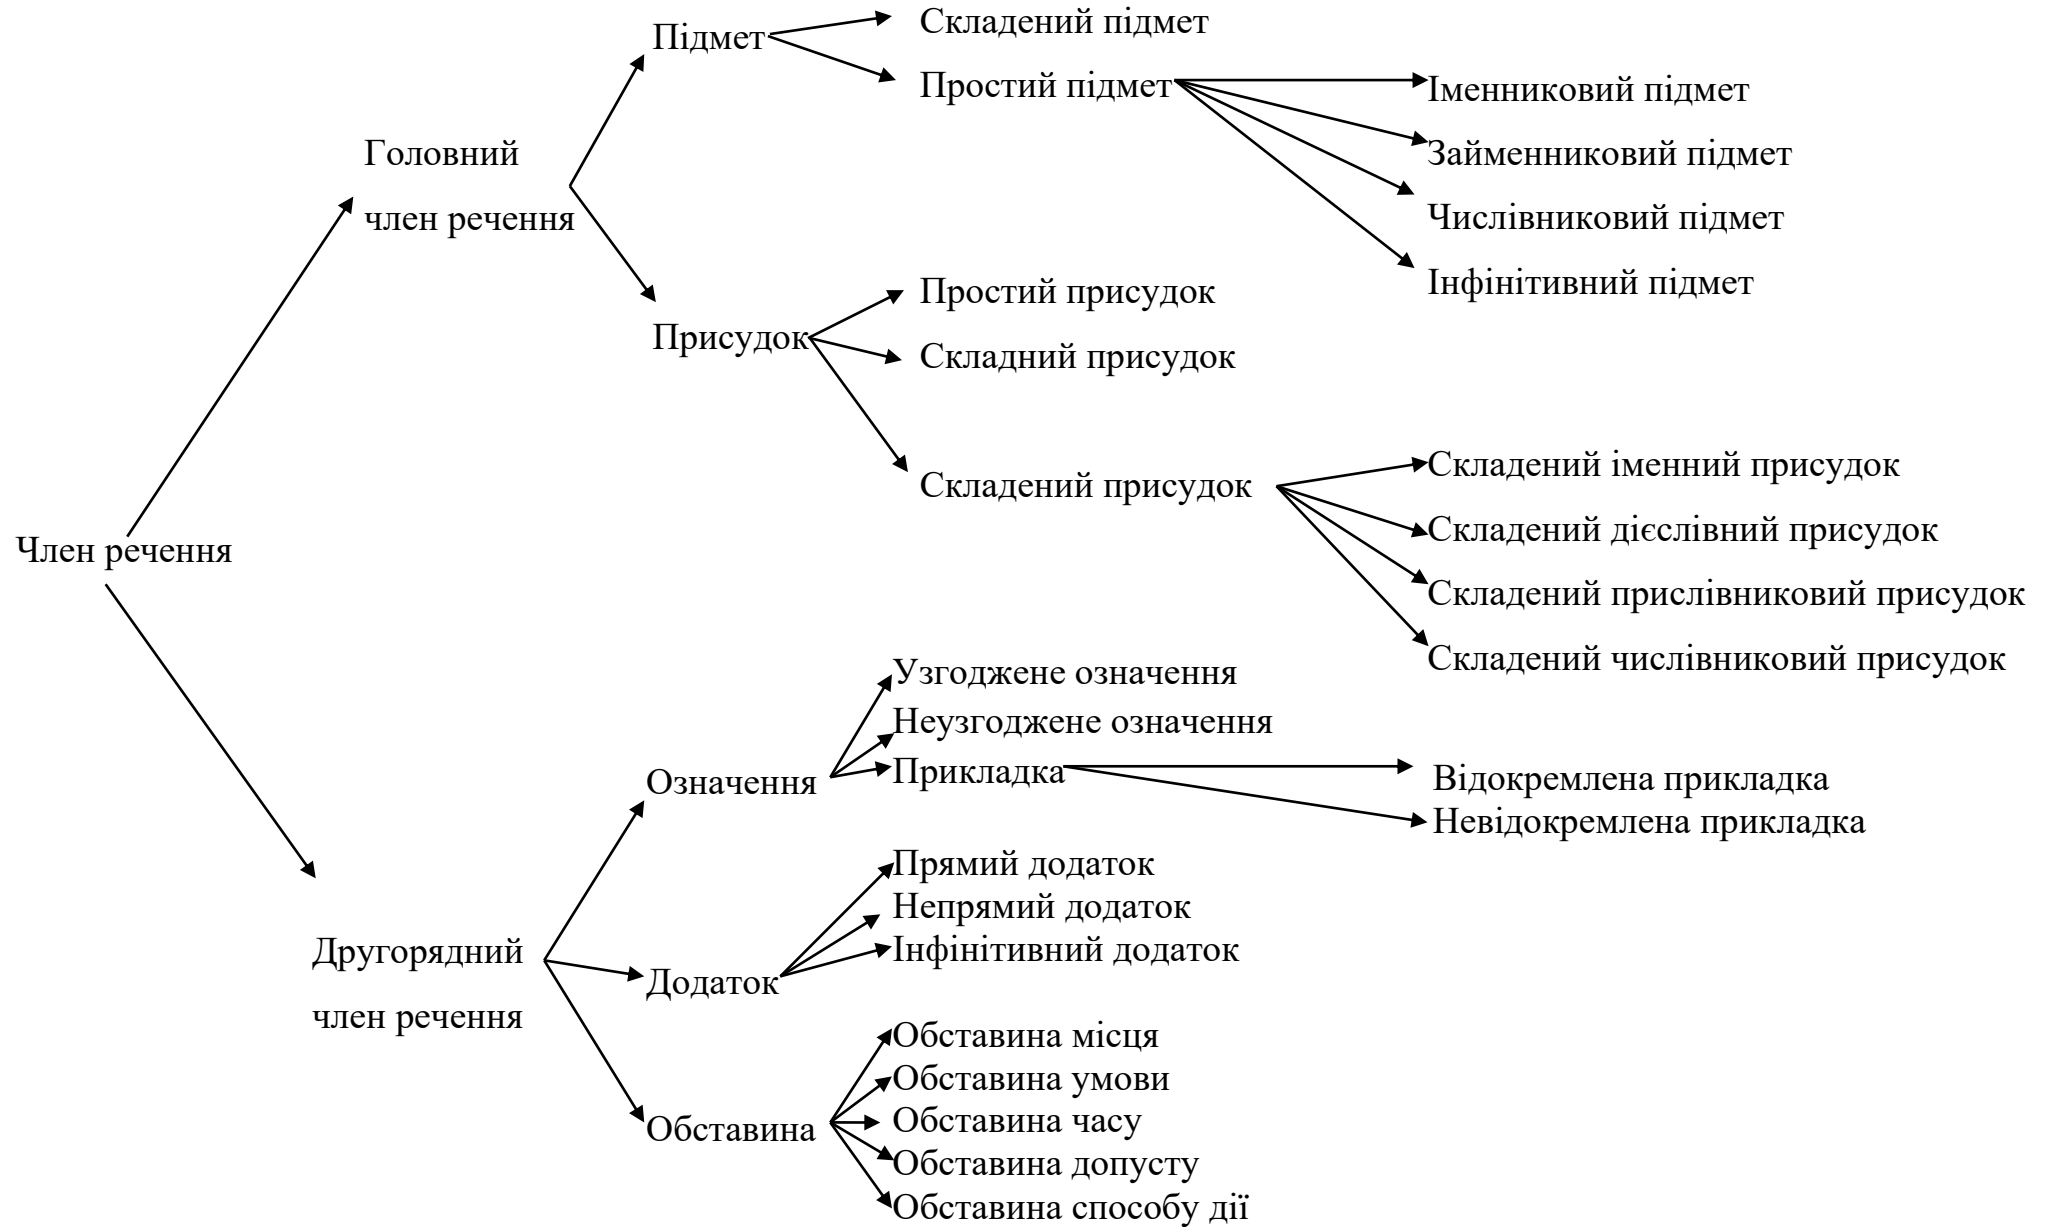 Складений підмет
Підмет
Простий підмет
Іменниковий підмет
Займенниковий підмет
Числівниковий підмет
Інфінітивний підмет
Головний
член речення
Простий присудок
Присудок
Складний присудок
Складений присудок
Складений іменний присудок
Складений дієслівний присудок
Складений прислівниковий присудок
Складений числівниковий присудок
Член речення
Узгоджене означення
Неузгоджене означення
Означення
Прикладка
Відокремлена прикладка
Невідокремлена прикладка
Другорядний
член речення
Прямий додаток
Непрямий додаток
Інфінітивний додаток
Додаток
Обставина місця
Обставина умови
Обставина
Обставина часу
Обставина допусту
Обставина способу дії